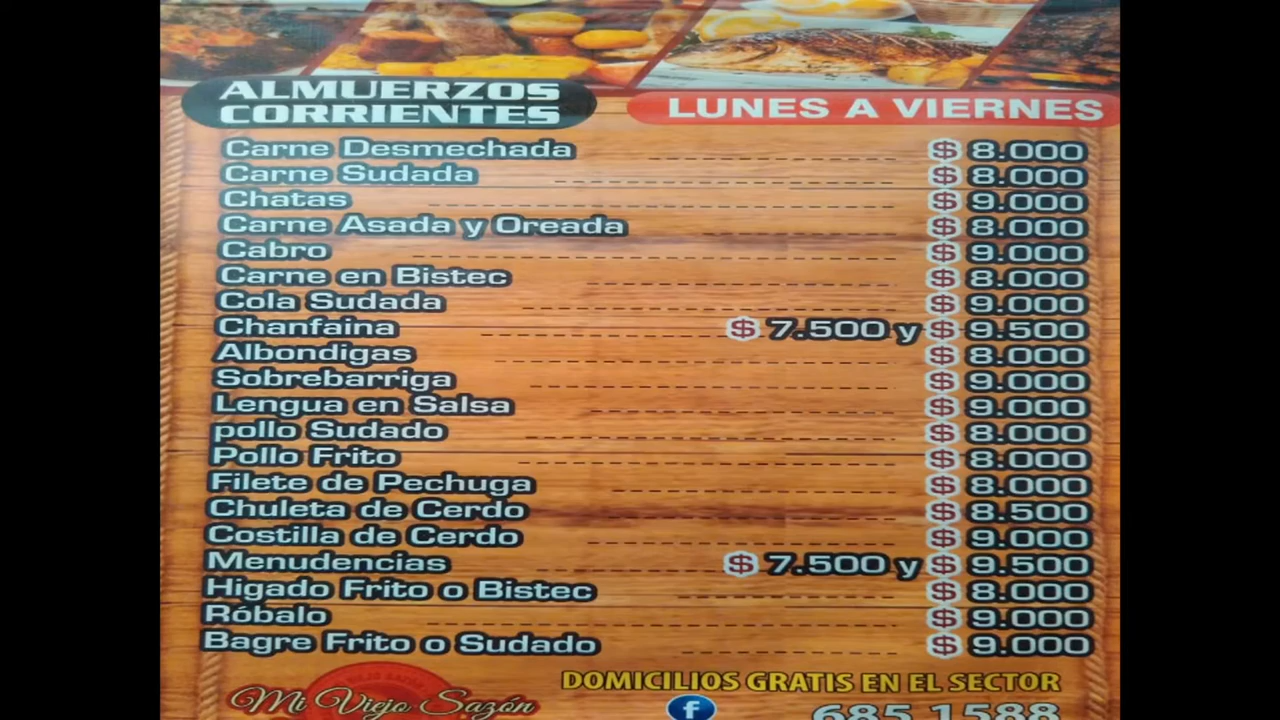 ALMUERZOS
CORRIENTES
LUNES A VIERNES
Carne Desmechada $ 8.000
Carne Sudada $ 8.000
Chatas $ 9.000
Carne Asada y Oreada $ 8.000
Cabro $ 9.000
Carne en Bistec $ 8.000
Cola Sudada $ 9.000
Chanfaina $ 7.500 y $ 9.500
Albondigas $ 8.000
Sobrebarriga $ 9.000
Lengua en Salsa $ 9.000
pollo Sudado $ 8.000
Pollo Frito $ 8.000
Filete de Pechuga $ 8.000
Chuleta de Cerdo $ 8.500
Costilla de Cerdo $ 9.000
Menudencias $ 7.500 y $ 9.500
Higado Frito o Bistec $ 8.000
Róbalo $ 9.000
Bagre Frito o Sudado $ 9.000
DOMICILIOS GRATIS EN EL SECTOR
Mi Viejo Sazón
f
685 1588